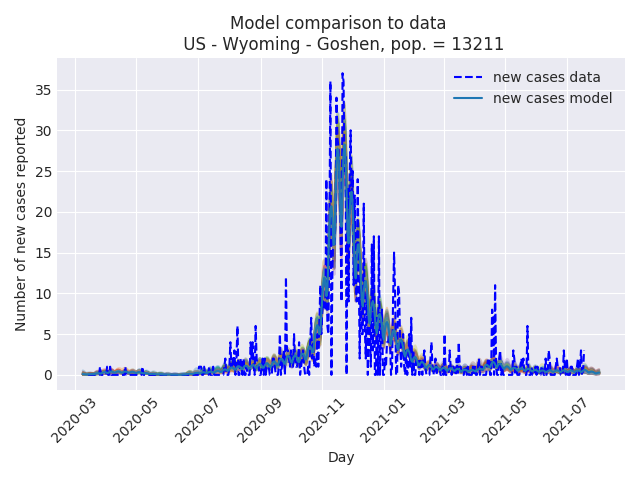 Model comparison to data
US - Wyoming - Goshen, pop. = 13211
new cases data
new cases model
Number of new cases reported
35
30
25
20
15
10
5
0
2020-03
2020-05
2020-07
2020-09
2020-11
2021-01
2021-03
2021-05
2021-07
Day